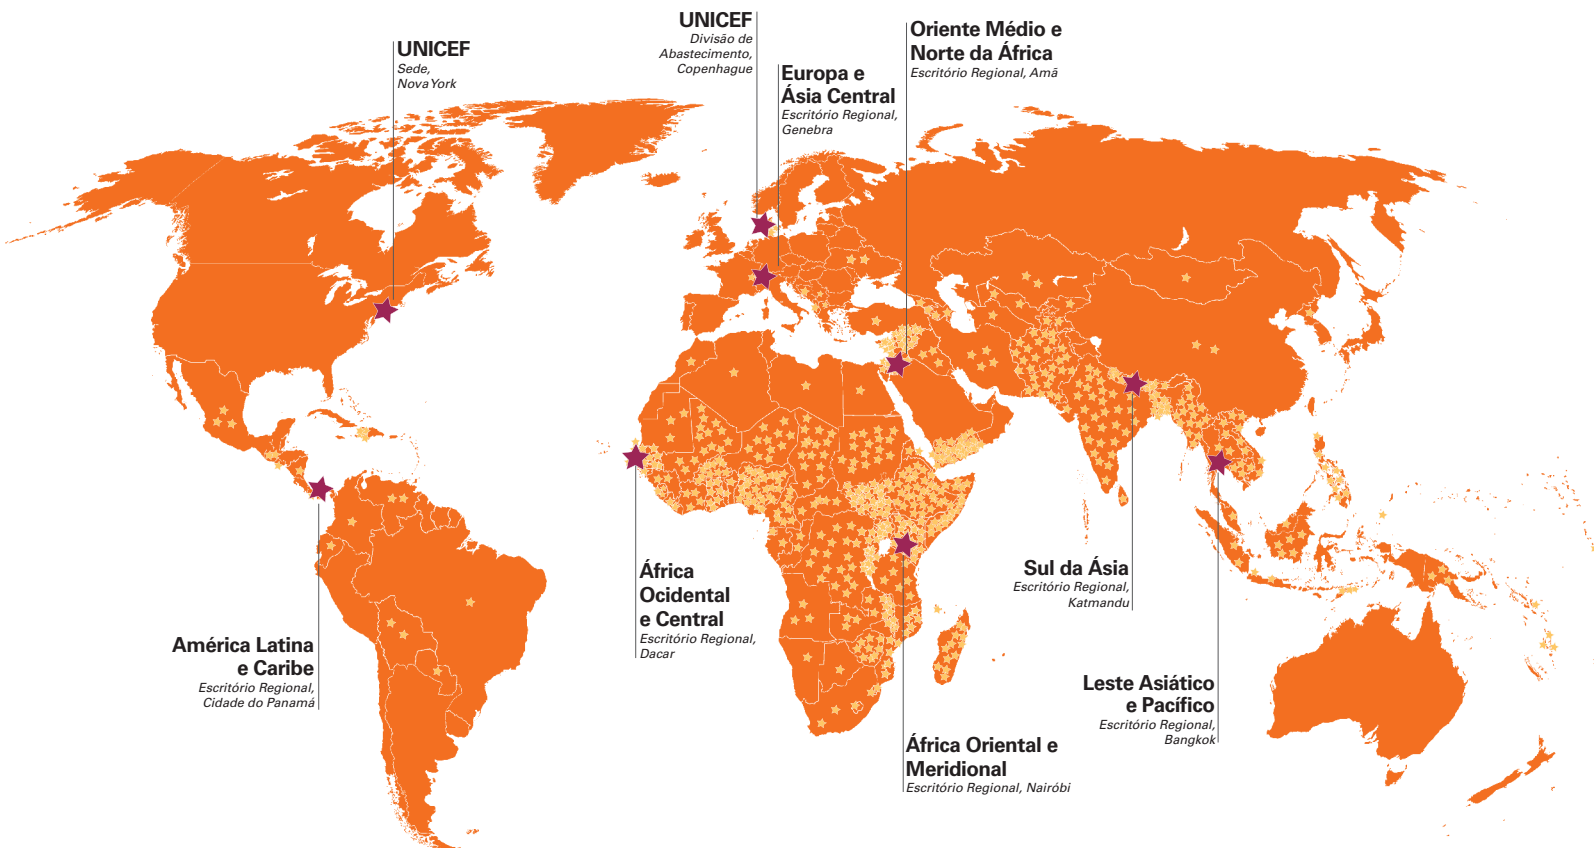 UNICEF
Sede,
Nova York
UNICEF
Divisão de
Abastecimento,
Copenhague
Europa e
Ásia Central
Escritório Regional,
Genebra
Oriente Médio e
Norte da África
Escritório Regional, Amã
América Latina
e Caribe
Escritório Regional,
Cidade do Panamá
África
Ocidental
e Central
Escritório Regional,
Dacar
África Oriental e
Meridional
Escritório Regional, Nairóbi
Sul da Ásia
Escritório Regional,
Katmandu
Leste Asiático
e Pacífico
Escritório Regional,
Bangkok